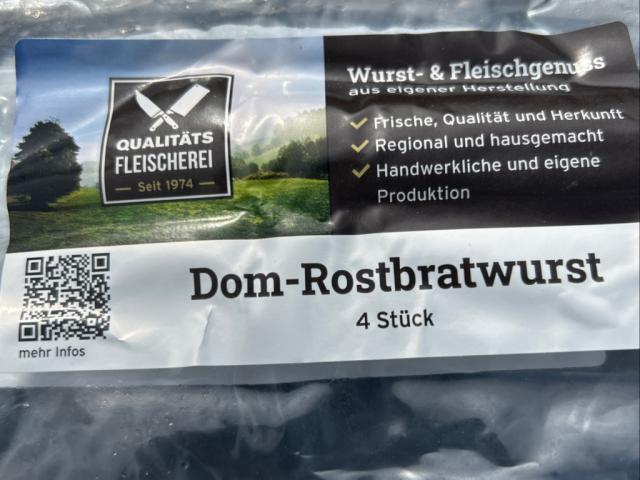 QUALITÄTS
FLEISCHEREI
Seit 1974
Wurst- & Fleischgenuss
aus eigener Herstellung
Frische, Qualität und Herkunft
Regional und hausgemacht
Handwerkliche und eigene
Produktion
Dom-Rostbratwurst
4 Stück
mehr Infos